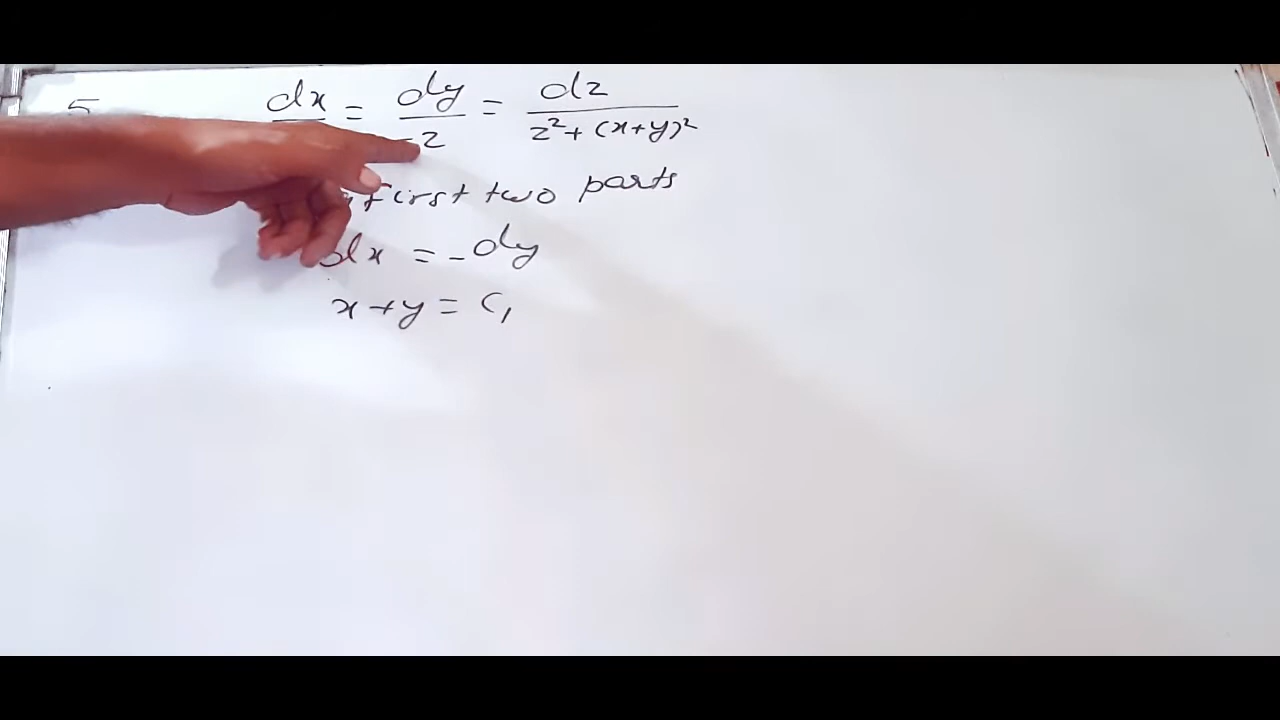 5 dx = dy/-z = dz/z²+(x+y)²
first two parts
dx = -dy
x+y = c₁